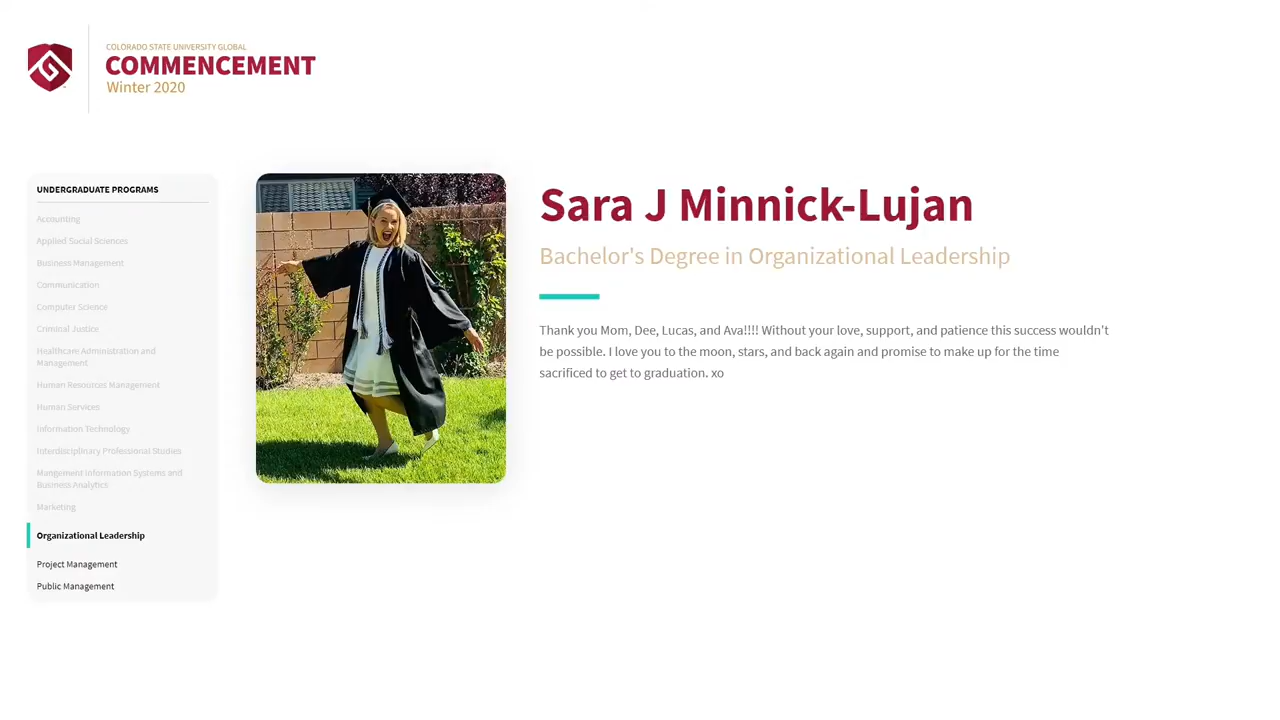 COLORADO STATE UNIVERSITY GLOBAL
COMMENCEMENT
Winter 2020
UNDERGRADUATE PROGRAMS
Accounting
Applied Social Sciences
Business Management
Communication
Computer Science
Criminal Justice
Healthcare Administration and
Management
Human Resources Management
Human Services
Information Technology
Interdisciplinary Professional Studies
Mangement Information Systems and
Business Analytics
Marketing
Organizational Leadership
Project Management
Public Management
Sara J Minnick-Lujan
Bachelor's Degree in Organizational Leadership
Thank you Mom, Dee, Lucas, and Ava!!!! Without your love, support, and patience this success wouldn't
be possible. I love you to the moon, stars, and back again and promise to make up for the time
sacrificed to get to graduation. xo